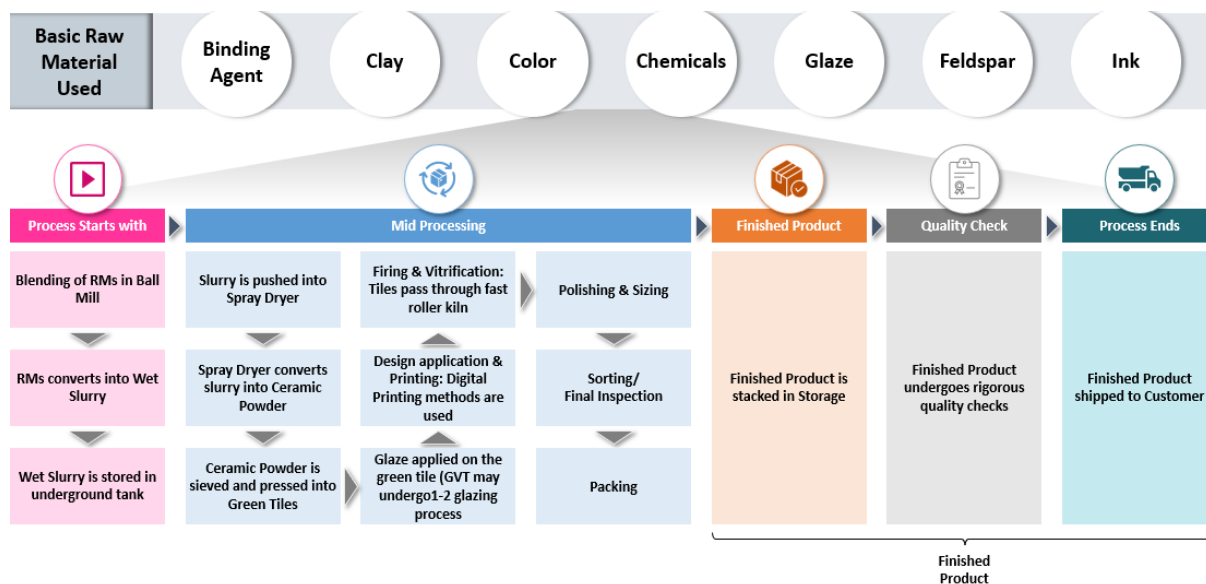 Basic Raw
Material
Used
Binding
Agent
Clay
Color
Chemicals
Glaze
Feldspar
Ink
Process Starts with
Mid Processing
Finished Product
Quality Check
Process Ends
Blending of RMs in Ball
Mill
RMs converts into Wet
Slurry
Wet Slurry is stored in
underground tank
Slurry is pushed into
Spray Dryer
Spray Dryer converts
slurry into Ceramic
Powder
Ceramic Powder is
sieved and pressed into
Green Tiles
Glaze applied on the
green tile (GVT may
undergo1-2 glazing
process
Design application &
Printing: Digital
Printing methods are
used
Firing & Vitrification:
Tiles pass through fast
roller kiln
Polishing & Sizing
Sorting/
Final Inspection
Packing
Finished Product is
stacked in Storage
Finished Product
undergoes rigorous
quality checks
Finished Product
shipped to Customer
Finished
Product